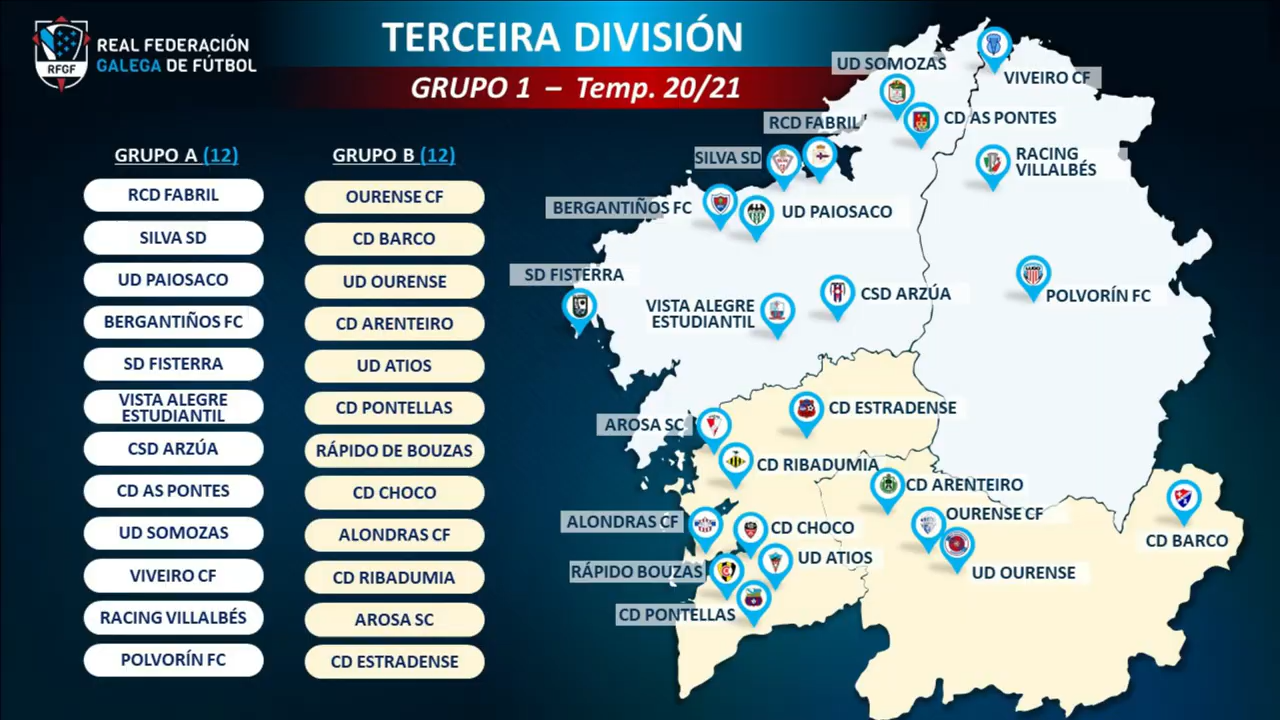 RFGF
REAL FEDERACIÓN
GALEGA DE FÚTBOL
TERCEIRA DIVISIÓN
GRUPO 1 – Temp. 20/21
GRUPO A (12)
RCD FABRIL
SILVA SD
UD PAIOSACO
BERGANTIÑOS FC
SD FISTERRA
VISTA ALEGRE
ESTUDIANTIL
CSD ARZÚA
CD AS PONTES
UD SOMOZAS
VIVEIRO CF
RACING VILLALBÉS
POLVORÍN FC
GRUPO B (12)
OURENSE CF
CD BARCO
UD OURENSE
CD ARENTEIRO
UD ATIOS
CD PONTELLAS
RÁPIDO DE BOUZAS
CD CHOCO
ALONDRAS CF
CD RIBADUMIA
AROSA SC
CD ESTRADENSE
UD SOMOZAS
VIVEIRO CF
RCD FABRIL
CD AS PONTES
SILVA SD
RACING
VILLALBÉS
BERGANTIÑOS FC
UD PAIOSACO
SD FISTERRA
CSD ARZÚA
POLVORÍN FC
VISTA ALEGRE
ESTUDIANTIL
CD ESTRADENSE
AROSA SC
CD RIBADUMIA
CD ARENTEIRO
OURENSE CF
ALONDRAS CF
CD CHOCO
CD BARCO
UD ATIOS
RÁPIDO BOUZAS
UD OURENSE
CD PONTELLAS